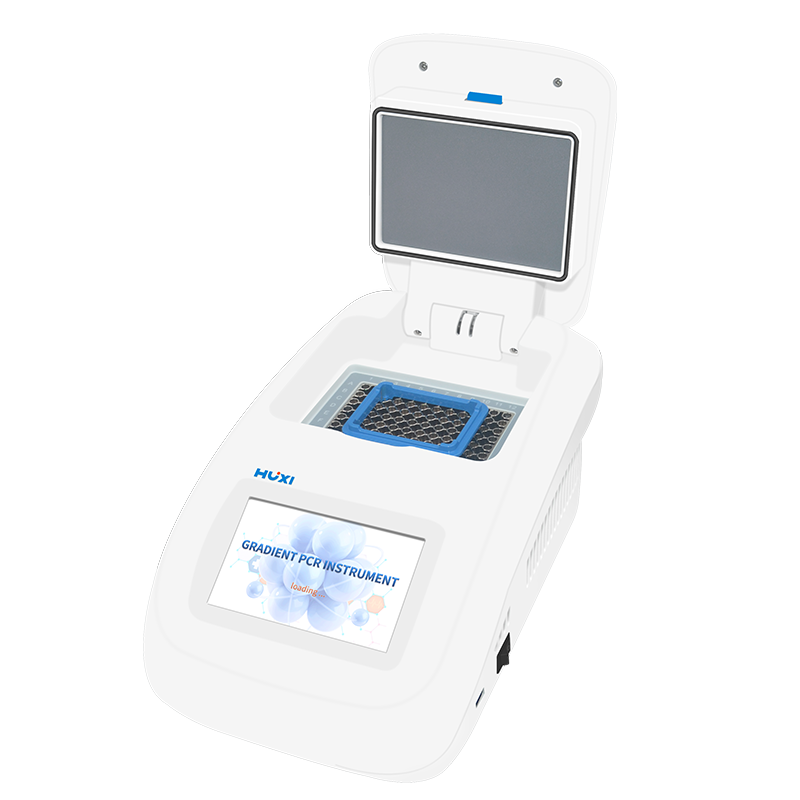 HUXI
GRADIENT PCR INSTRUMENT
loading...